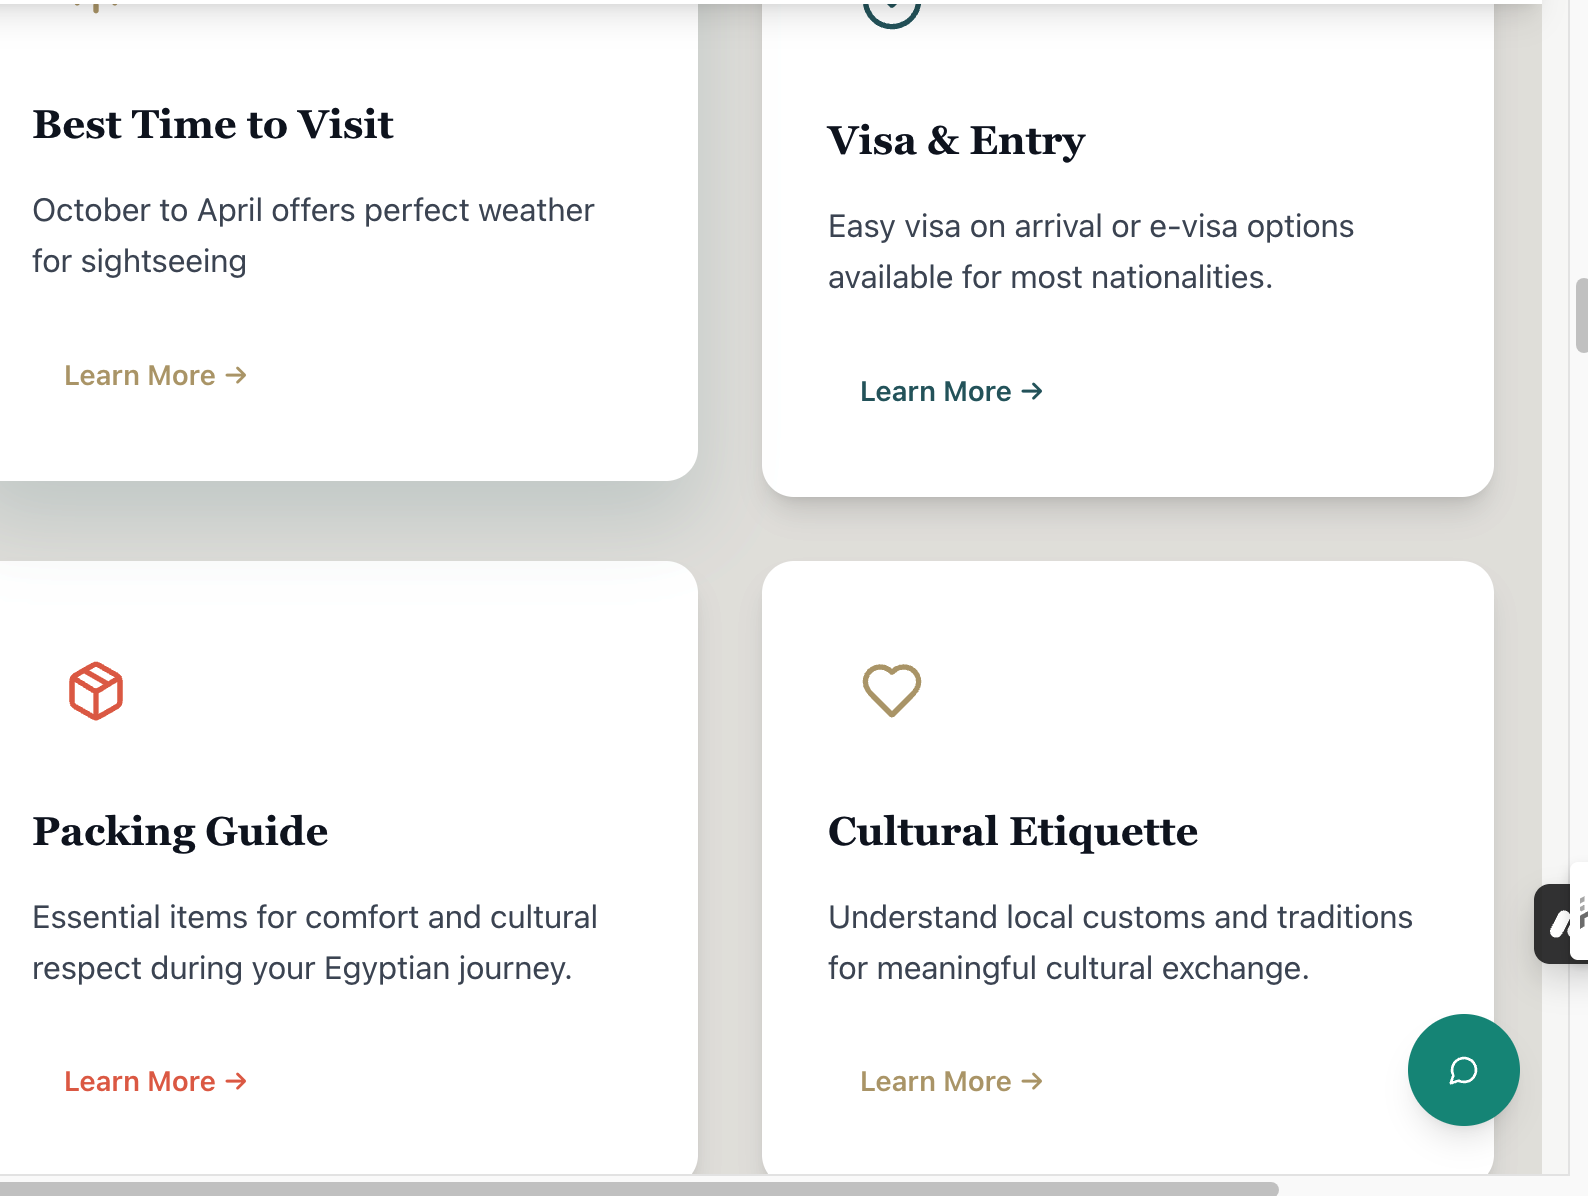 Best Time to Visit
October to April offers perfect weather
for sightseeing
Learn More →
Visa & Entry
Easy visa on arrival or e-visa options
available for most nationalities.
Learn More →
Packing Guide
Essential items for comfort and cultural
respect during your Egyptian journey.
Learn More →
Cultural Etiquette
Understand local customs and traditions
for meaningful cultural exchange.
Learn More →